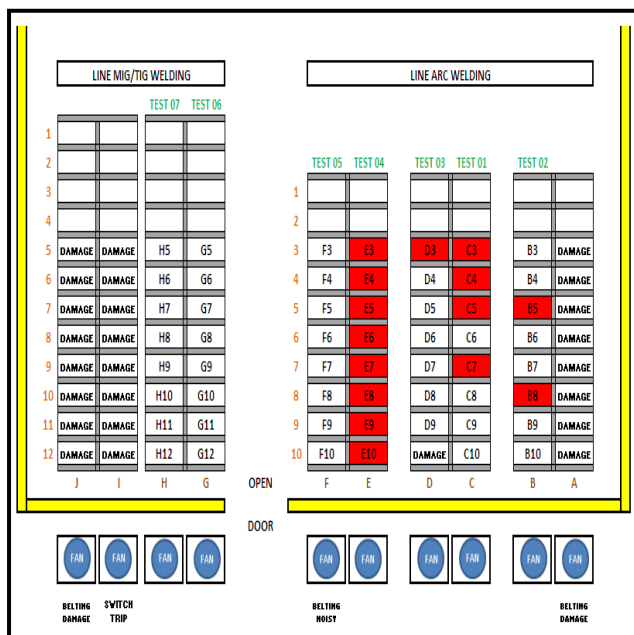 LINE MIG/TIG WELDING LINE ARC WELDING
TEST 07 TEST 06
1
2 TEST 05 TEST 04 TEST 03 TEST 01 TEST 02
3 1
4 2
5 DAMAGE DAMAGE H5 G5 3 F3 E3 D3 C3 B3 DAMAGE
6 DAMAGE DAMAGE H6 G6 4 F4 E4 D4 C4 B4 DAMAGE
7 DAMAGE DAMAGE H7 G7 5 F5 E5 D5 C5 B5 DAMAGE
8 DAMAGE DAMAGE H8 G8 6 F6 E6 D6 C6 B6 DAMAGE
9 DAMAGE DAMAGE H9 G9 7 F7 E7 D7 C7 B7 DAMAGE
10 DAMAGE DAMAGE H10 G10 8 F8 E8 D8 C8 B8 DAMAGE
11 DAMAGE DAMAGE H11 G11 9 F9 E9 D9 C9 B9 DAMAGE
12 DAMAGE DAMAGE H12 G12 10 F10 E10 DAMAGE C10 B10 DAMAGE
J I H G OPEN F E D C B A
DOOR
FAN FAN FAN FAN FAN FAN FAN FAN FAN FAN
BELTING SWITCH BELTING BELTING
DAMAGE TRIP NOISY DAMAGE